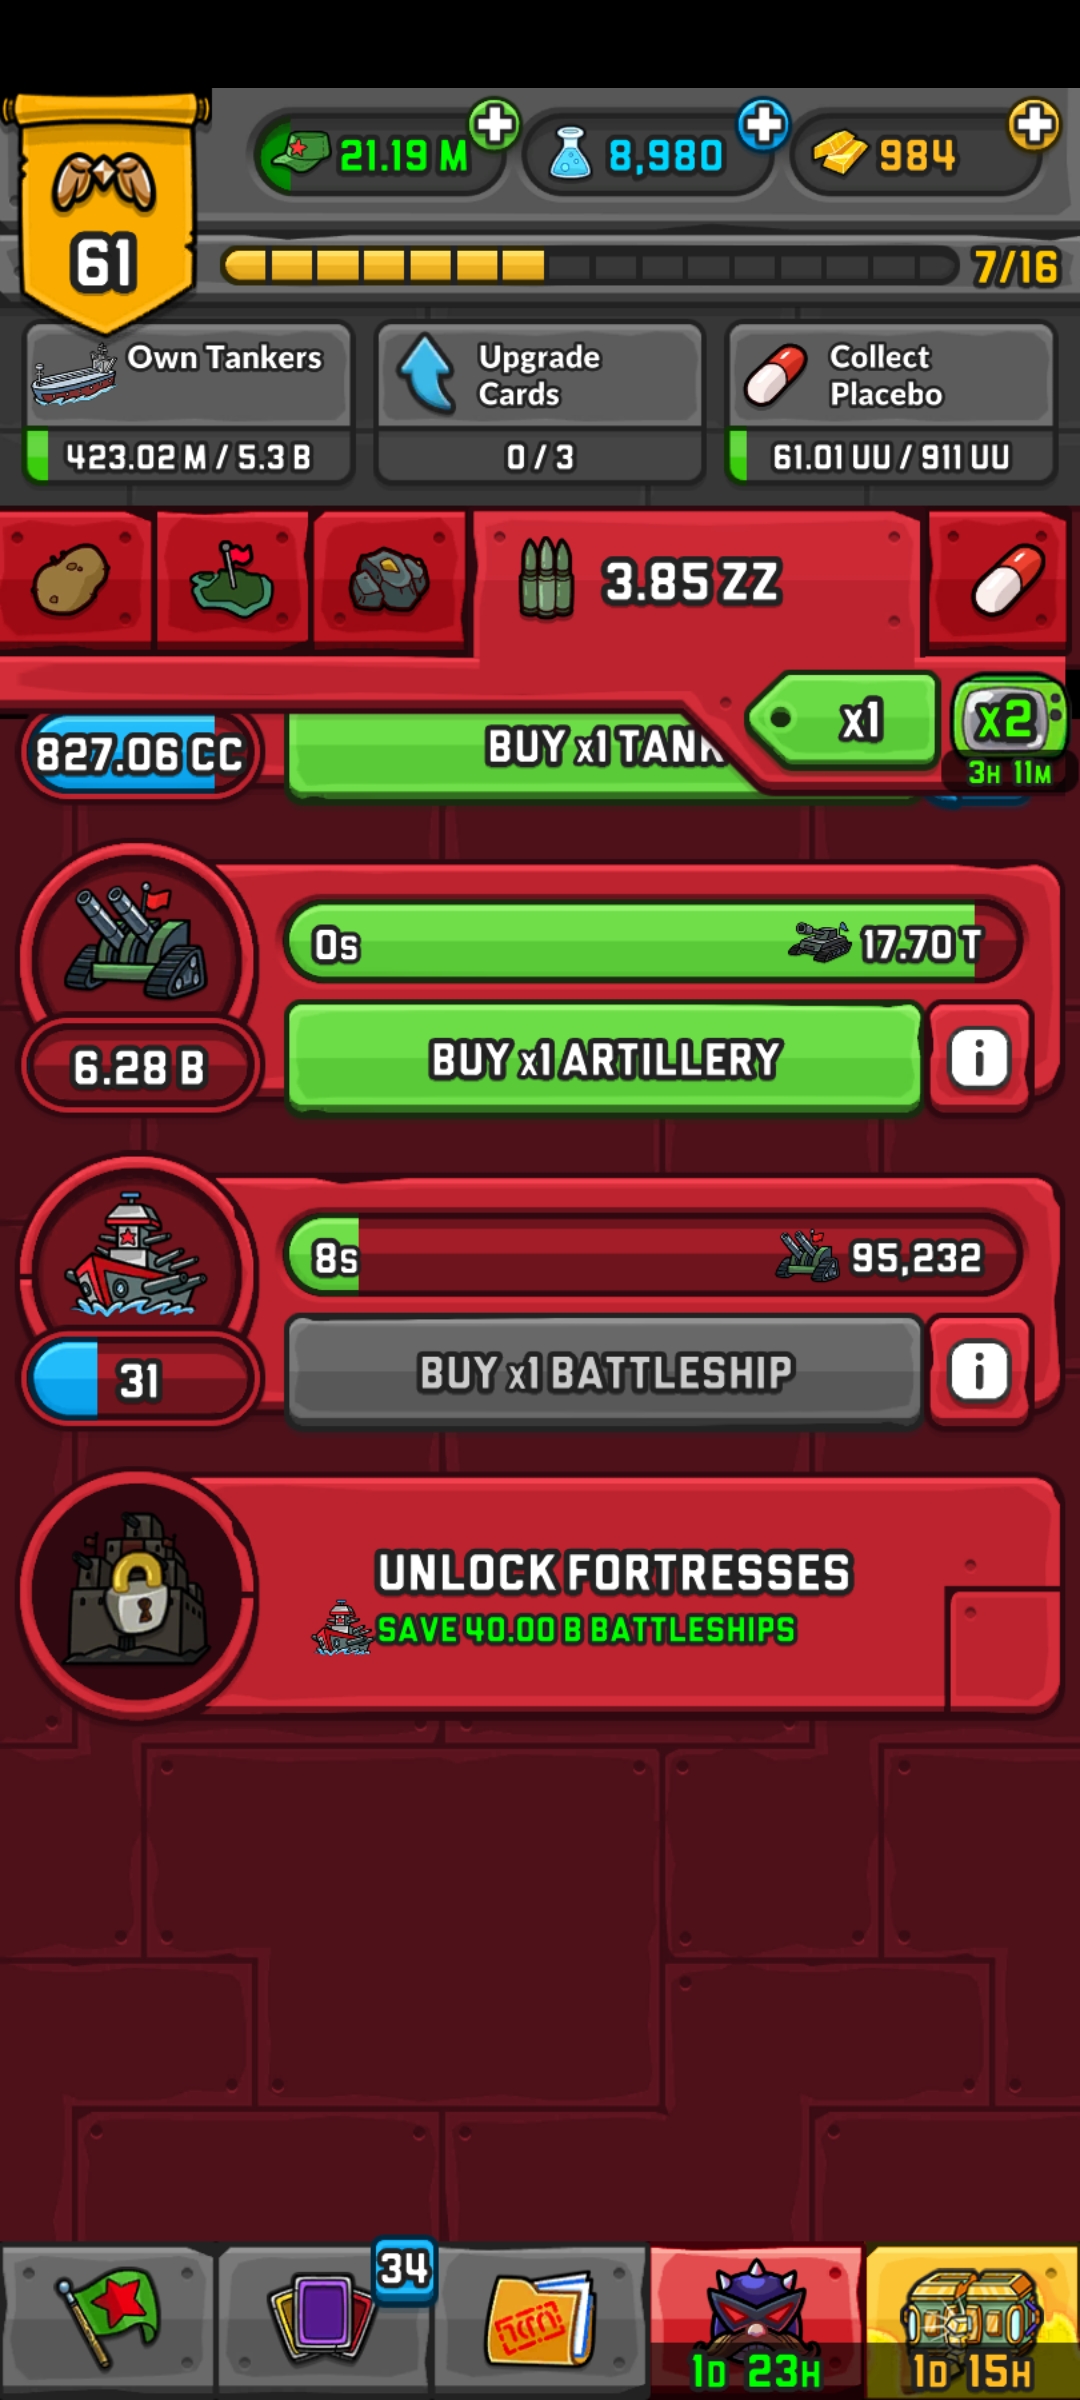 21.19 M
8,980
984
61
7/16
Own Tankers
423.02 M / 5.3 B
Upgrade
Cards
0 / 3
Collect
Placebo
61.01 UU / 911 UU
3.85 ZZ
x1
x2
3H 11M
827.06 CC
BUY x1 TANK
0s
17.70 T
6.28 B
BUY x1 ARTILLERY
i
8s
95,232
31
BUY x1 BATTLESHIP
i
UNLOCK FORTRESSES
SAVE 40.00 B BATTLESHIPS
34
1D 23H
1D 15H